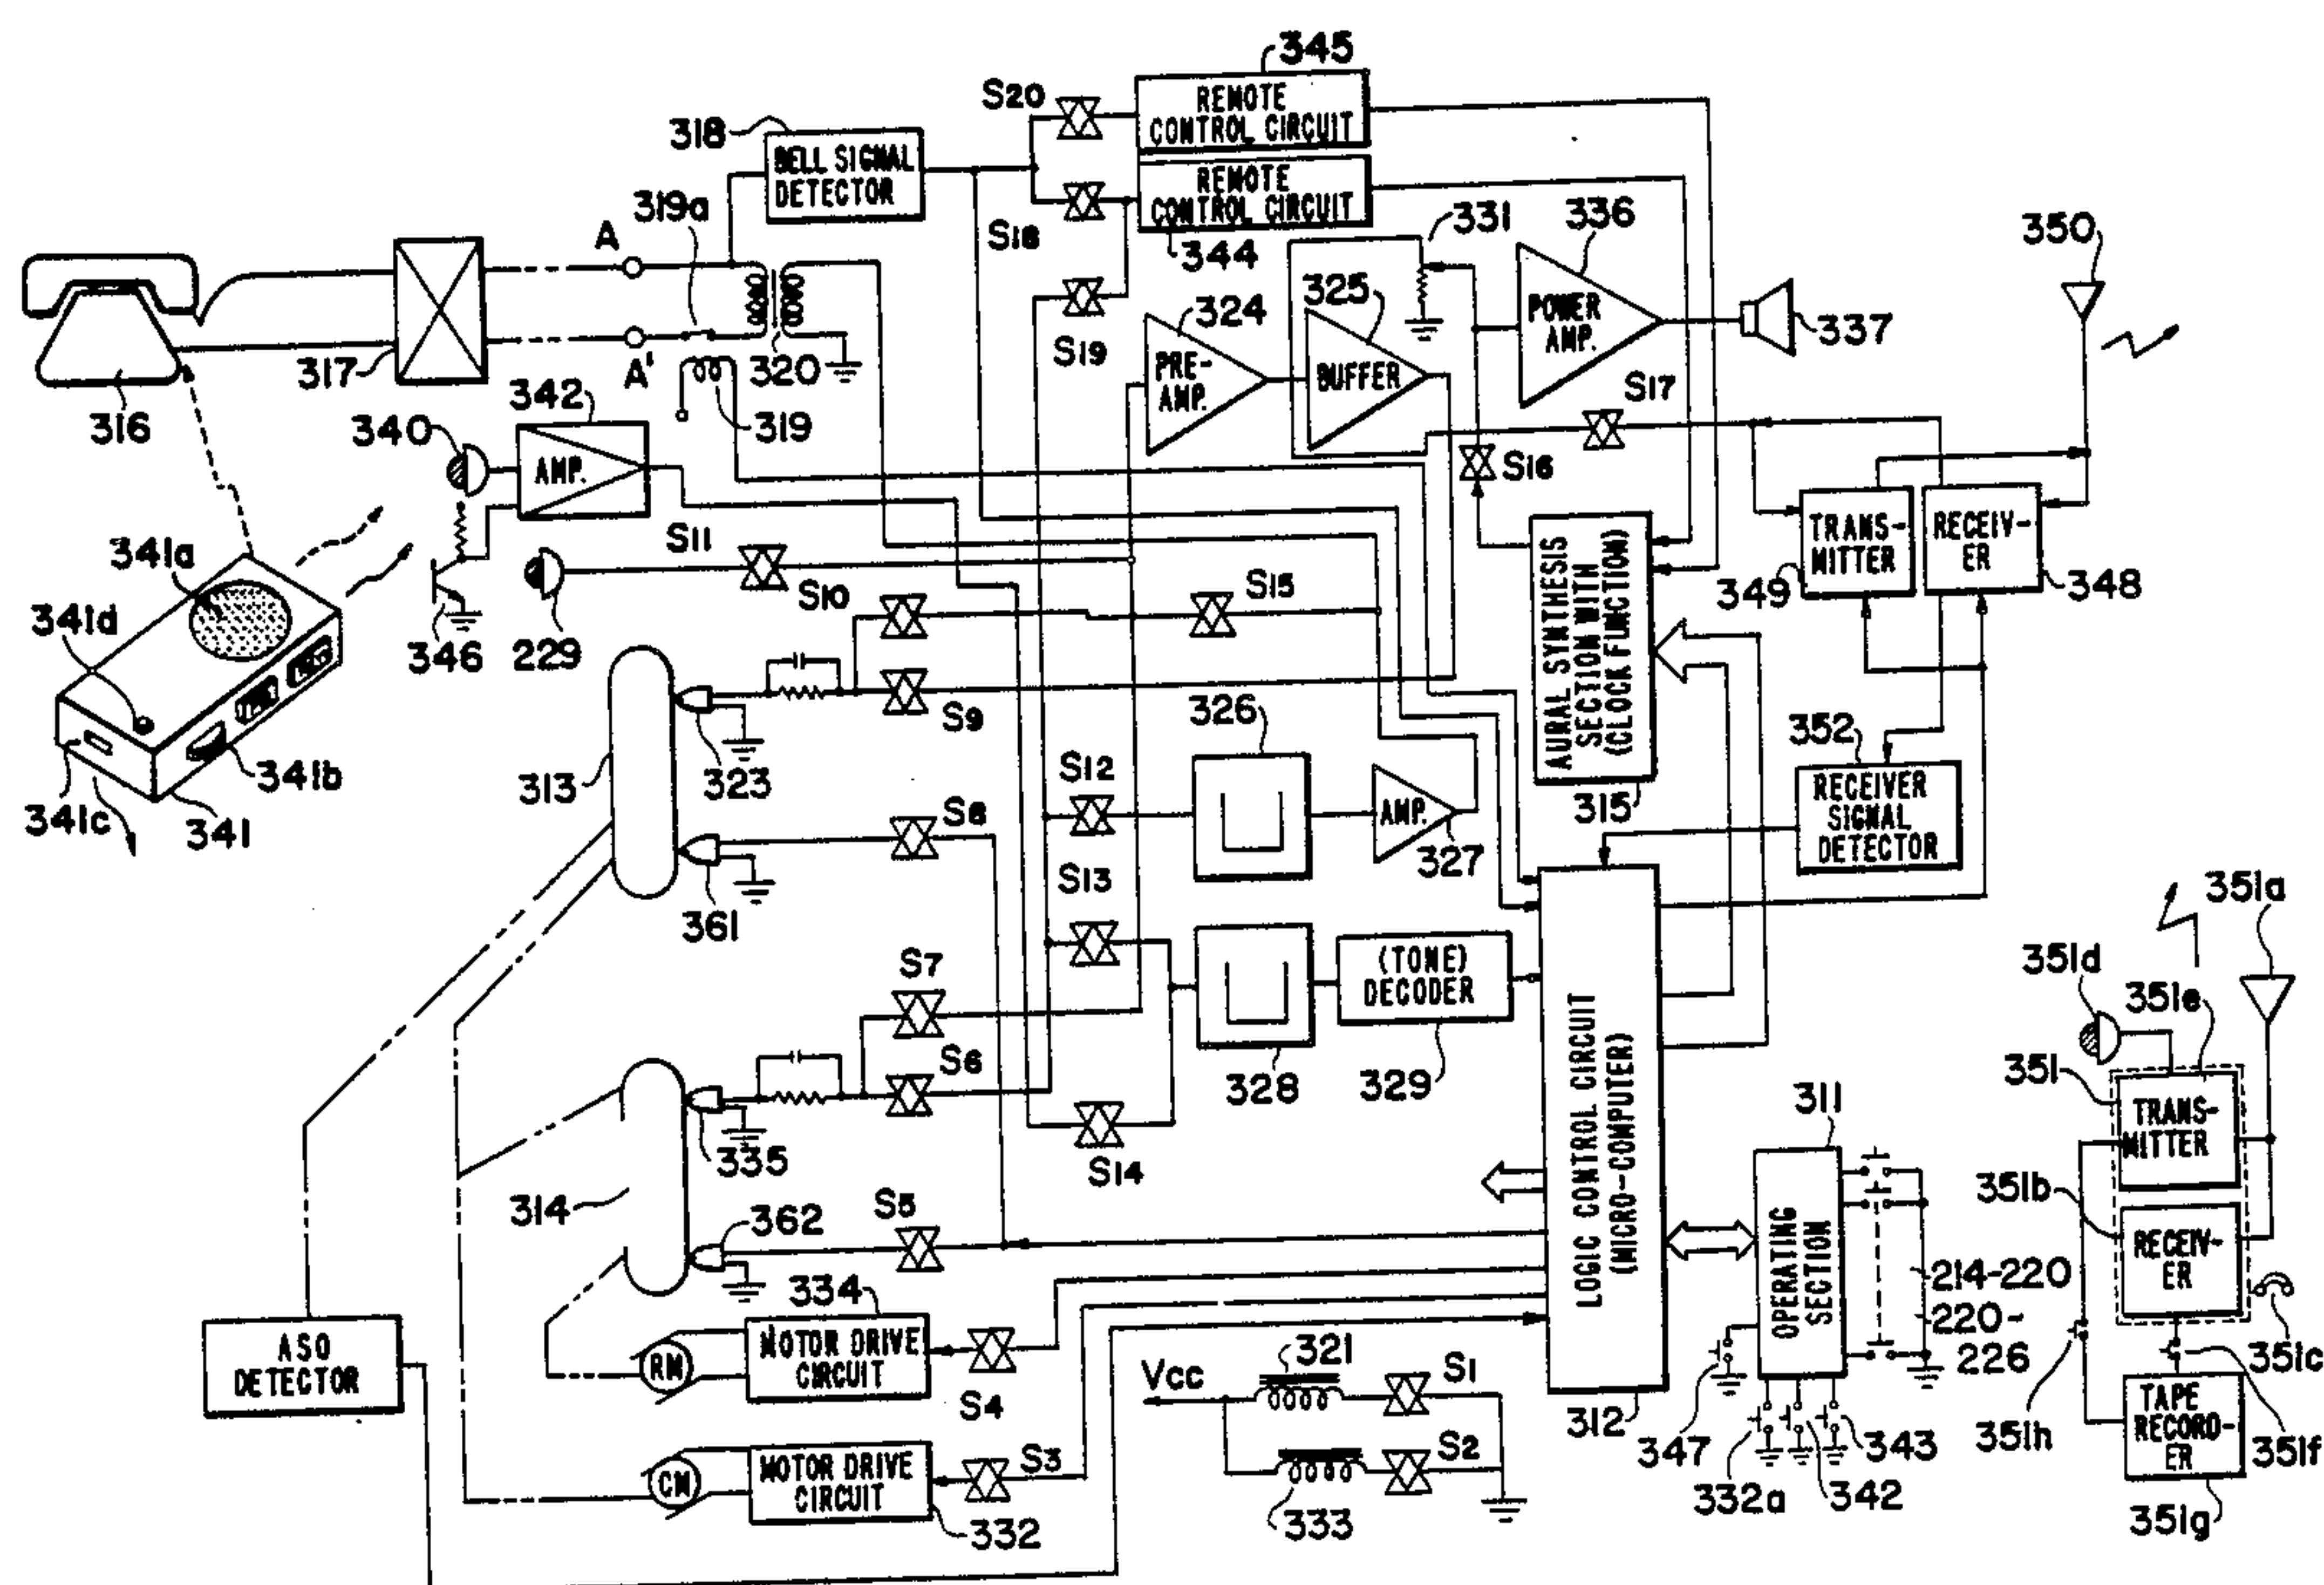 345
S20
REMOTE
CONTROL CIRCUIT
318
BELL SIGNAL
DETECTOR
REMOTE
CONTROL CIRCUIT
319a
S18
344
331
336
350
A
324
325
POWER
AMP.
337
317
A'
320
S19
PRE-
AMP.
BUFFER
S17
316
342
319
340
AMP.
S16
TRANS-
MITTER
RECEIV-
ER
341a
S11
S10
S15
349
348
341d
346
229
AURAL SYNTHESIS
SECTION WITH
(CLOCK FUNCTION)
326
S9
352
313
323
S12
341b
341c
341
S8
AMP.
315
RECEIVER
SIGNAL
DETECTOR
327
S13
361
351a
S7
(TONE)
DECODER
351d
351e
S6
328
329
LOGIC CONTROL CIRCUIT
(MICRO-COMPUTER)
311
351
TRANS-
MITTER
335
S14
314
362
S5
351b
OPERATING
SECTION
RECEIV-
ER
214-220
220-
226
334
ASO
DETECTOR
RM
MOTOR DRIVE
CIRCUIT
S4
Vcc
321
S1
351c
312
347
TAPE
RECORD-
ER
CM
MOTOR DRIVE
CIRCUIT
S3
S2
343
351h
351f
332
333
332a
342
351g